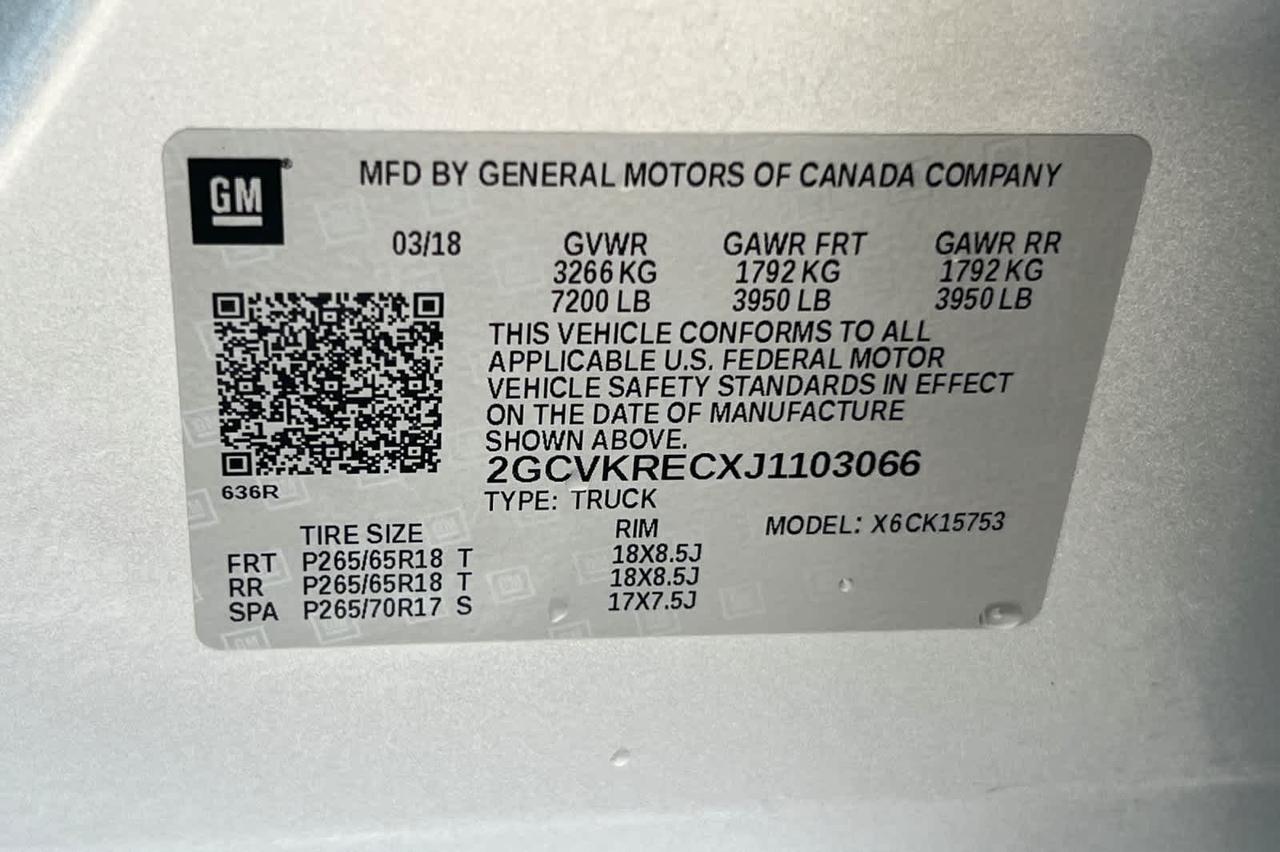 GM®
MFD BY GENERAL MOTORS OF CANADA COMPANY
03/18 GVWR GAWR FRT GAWR RR
3266 KG 1792 KG 1792 KG
7200 LB 3950 LB 3950 LB
THIS VEHICLE CONFORMS TO ALL
APPLICABLE U.S. FEDERAL MOTOR
VEHICLE SAFETY STANDARDS IN EFFECT
ON THE DATE OF MANUFACTURE
SHOWN ABOVE.
2GCVKRECXJ1103066
636R
TYPE: TRUCK
TIRE SIZE RIM MODEL: X6CK15753
FRT P265/65R18 T 18X8.5J
RR P265/65R18 T 18X8.5J
SPA P265/70R17 S 17X7.5J